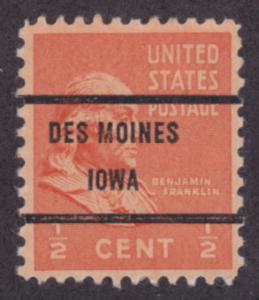 UNITED
STATES
POSTAGE
DES MOINES
IOWA
BENJAMIN
FRANKLIN
1/2 CENT 1/2